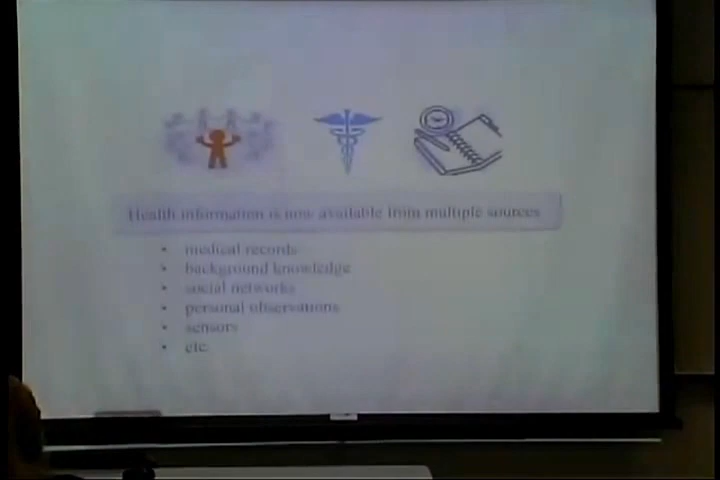 Health information is now available from multiple sources
• medical records
• background knowledge
• social networks
• personal observations
• sensors
• etc.